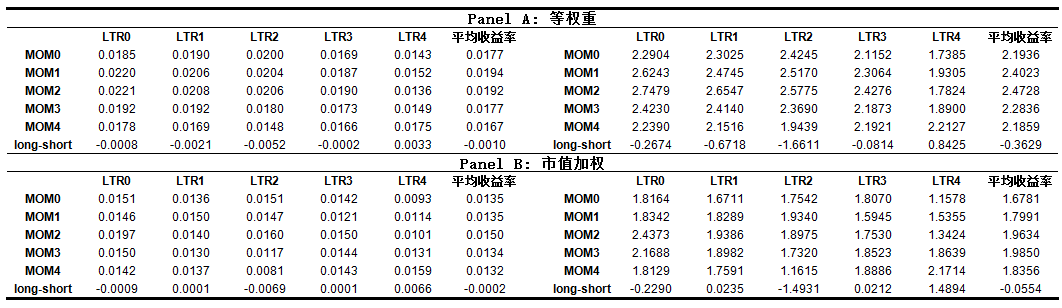 Panel A: 等权重
LTR0 LTR1 LTR2 LTR3 LTR4 平均收益率 LTR0 LTR1 LTR2 LTR3 LTR4 平均收益率
MOM0 0.0185 0.0190 0.0200 0.0169 0.0143 0.0177 MOM0 2.2904 2.3025 2.4245 2.1152 1.7385 2.1936
MOM1 0.0220 0.0206 0.0204 0.0187 0.0152 0.0194 MOM1 2.6243 2.4745 2.5170 2.3064 1.9305 2.4023
MOM2 0.0221 0.0208 0.0206 0.0190 0.0136 0.0192 MOM2 2.7479 2.6547 2.5775 2.4276 1.7824 2.4728
MOM3 0.0192 0.0192 0.0180 0.0173 0.0149 0.0177 MOM3 2.4230 2.4140 2.3690 2.1873 1.8900 2.2836
MOM4 0.0178 0.0169 0.0148 0.0166 0.0175 0.0167 MOM4 2.2390 2.1516 1.9439 2.1921 2.2127 2.1859
long-short -0.0008 -0.0021 -0.0052 -0.0002 0.0033 -0.0010 long-short -0.2674 -0.6718 -1.6611 -0.0814 0.8425 -0.3629
Panel B: 市值加权
LTR0 LTR1 LTR2 LTR3 LTR4 平均收益率 LTR0 LTR1 LTR2 LTR3 LTR4 平均收益率
MOM0 0.0151 0.0136 0.0151 0.0142 0.0093 0.0135 MOM0 1.8164 1.6711 1.7542 1.8070 1.1578 1.6781
MOM1 0.0146 0.0150 0.0147 0.0121 0.0114 0.0135 MOM1 1.8342 1.8289 1.9340 1.5945 1.5355 1.7991
MOM2 0.0197 0.0140 0.0160 0.0150 0.0101 0.0150 MOM2 2.4373 1.9386 1.8975 1.7530 1.3424 1.9634
MOM3 0.0150 0.0130 0.0117 0.0144 0.0131 0.0134 MOM3 2.1688 1.8982 1.7320 1.8523 1.8639 1.9850
MOM4 0.0142 0.0137 0.0081 0.0143 0.0159 0.0132 MOM4 1.8129 1.7591 1.1615 1.8886 2.1714 1.8356
long-short -0.0009 0.0001 -0.0069 0.0001 0.0066 -0.0002 long-short -0.2290 0.0235 -1.4931 0.0212 1.4894 -0.0554